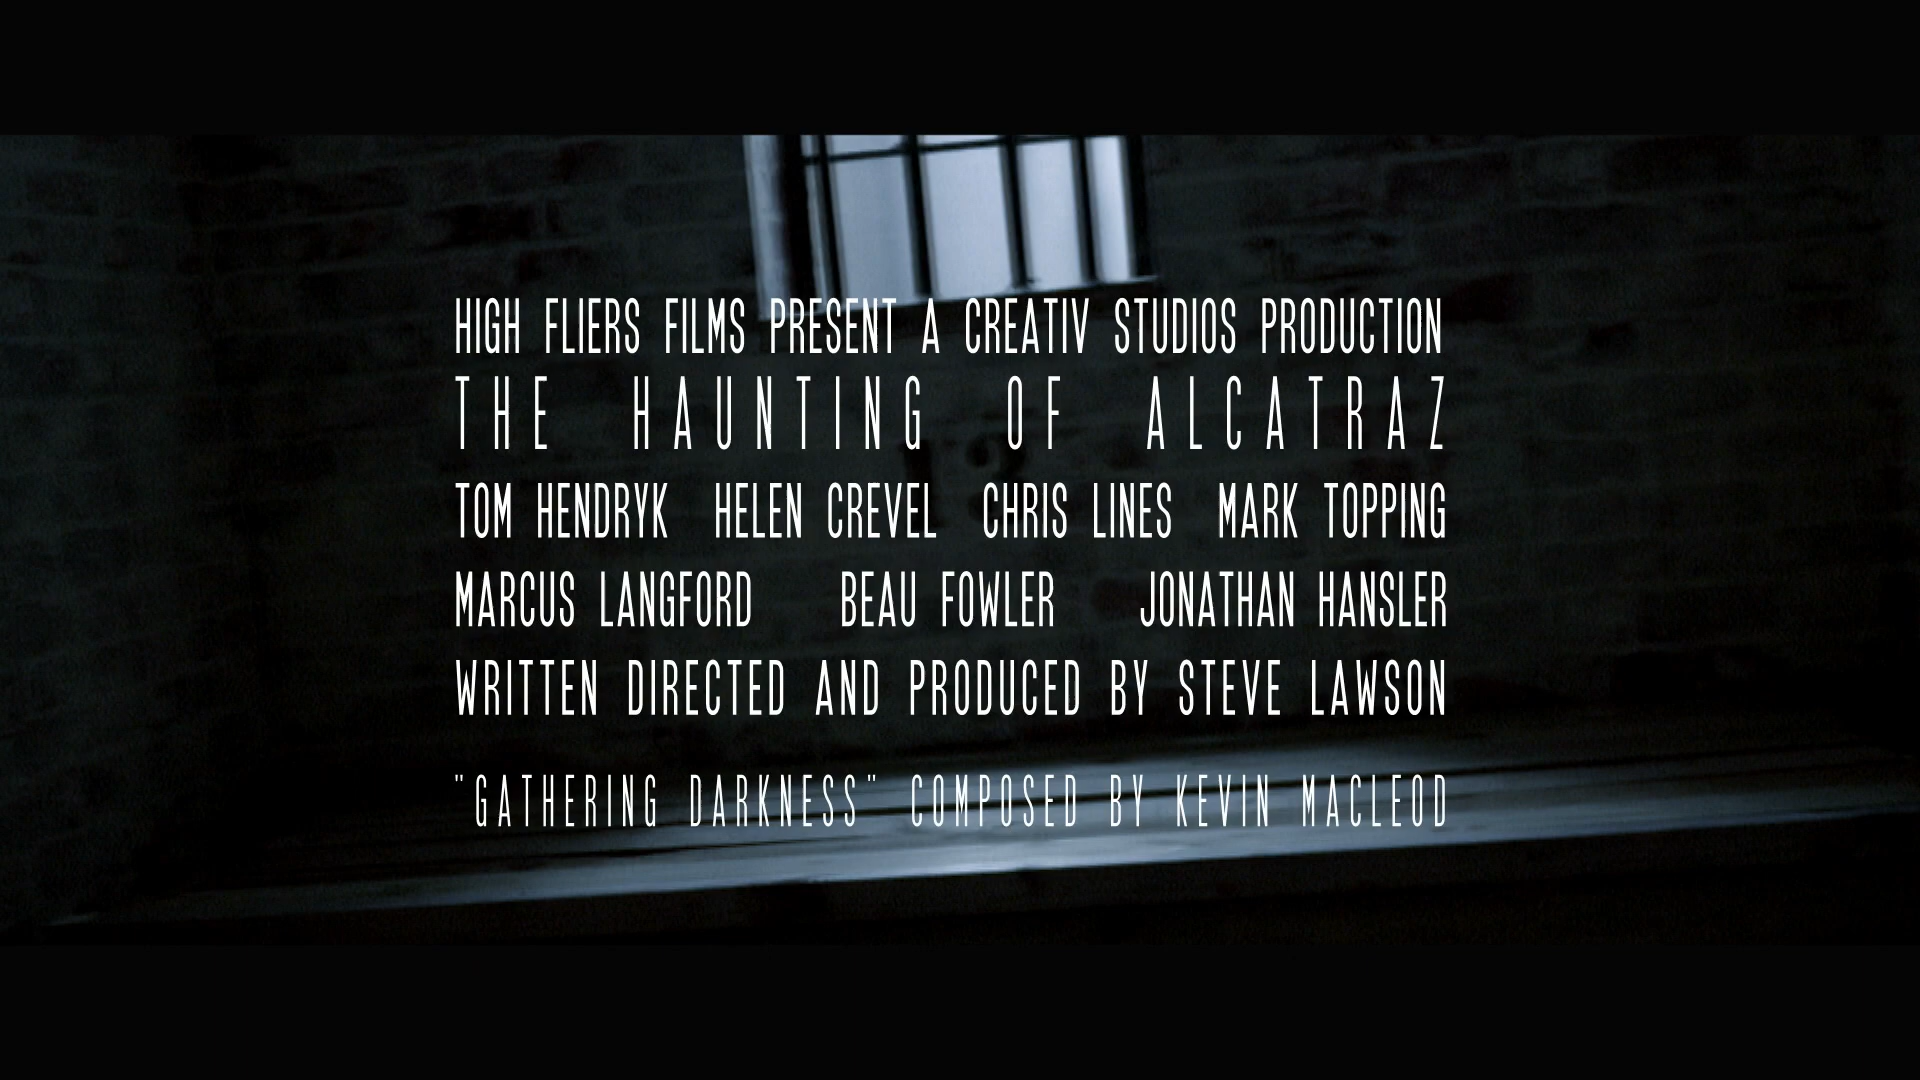 HIGH FLIERS FILMS PRESENT A CREATIV STUDIOS PRODUCTION
THE HAUNTING OF ALCATRAZ
13
TOM HENDRYK HELEN CREVEL CHRIS LINES MARK TOPPING
MARCUS LANGFORD BEAU FOWLER JONATHAN HANSLER
WRITTEN DIRECTED AND PRODUCED BY STEVE LAWSON
"GATHERING DARKNESS" COMPOSED BY KEVIN MACLEOD